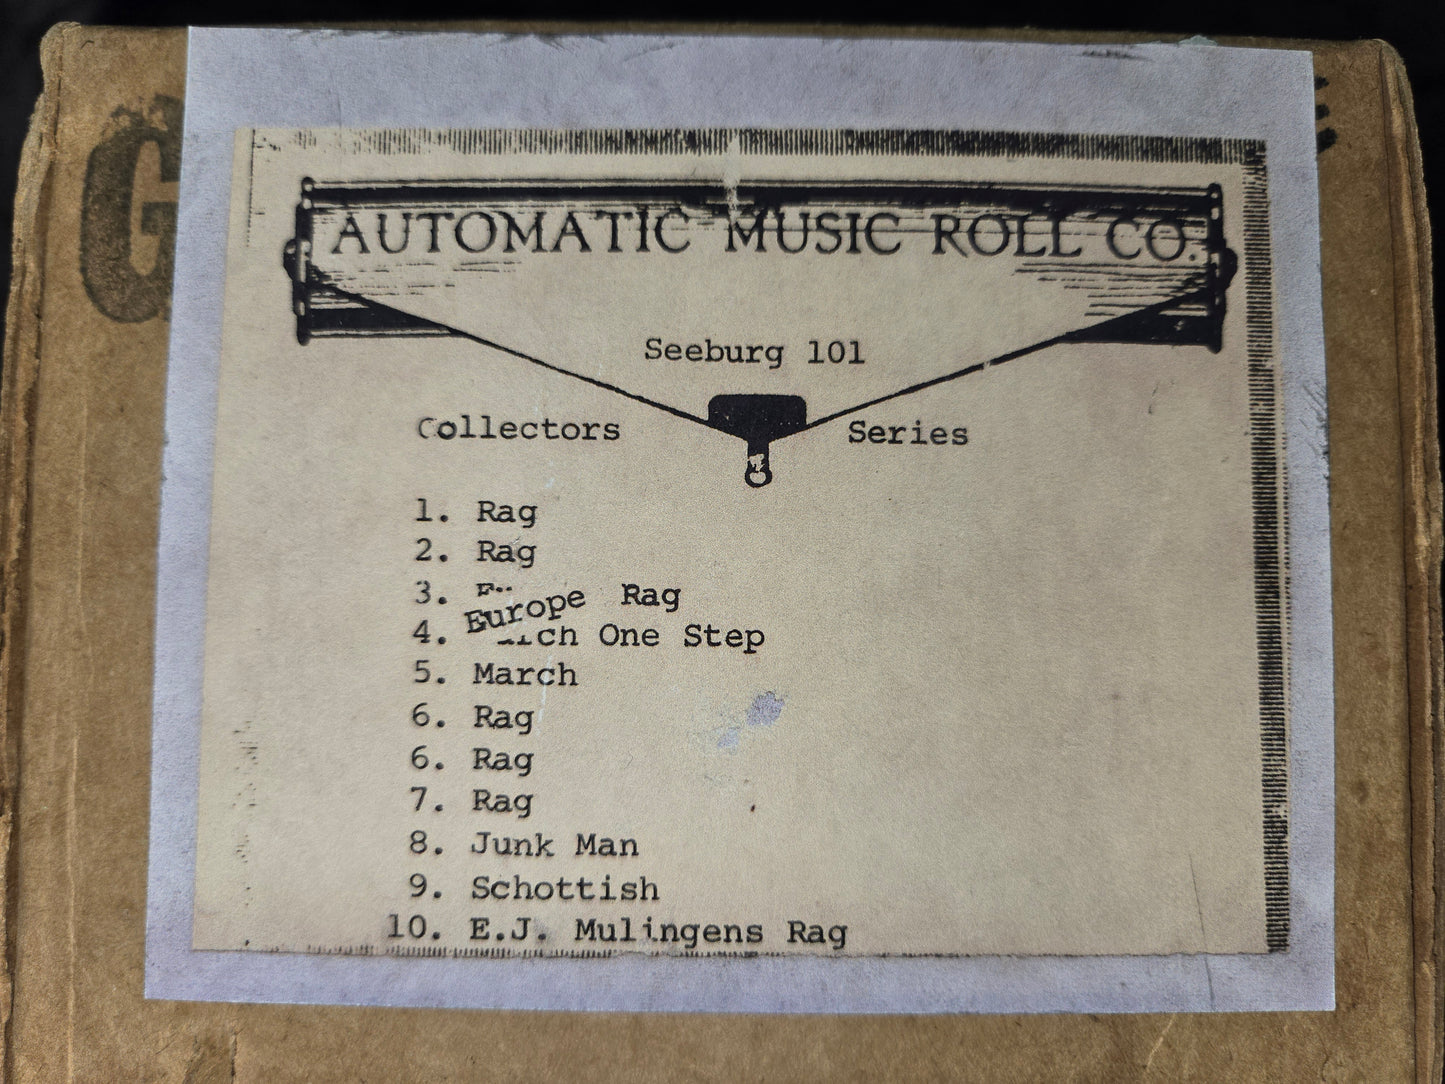 G
AUTOMATIC MUSIC ROLL CO.
Seeburg 101
Collectors Series
1. Rag
2. Rag
3. Europe Rag
4. One Step
5. March
6. Rag
6. Rag
7. Rag
8. Junk Man
9. Schottish
10. E.J. Mulingens Rag